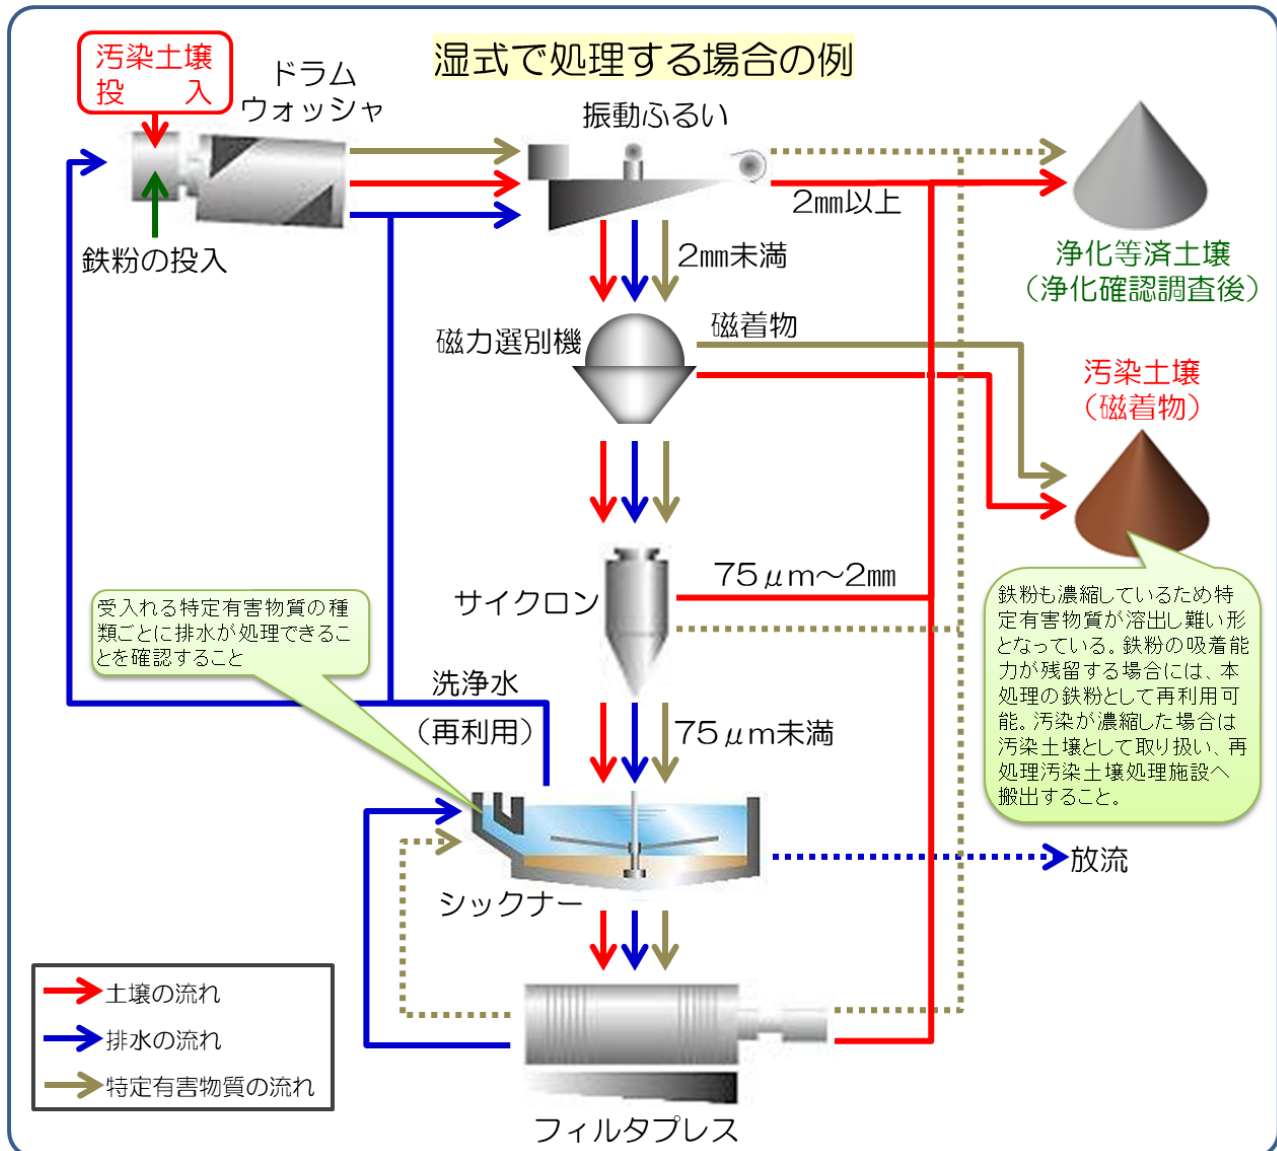 湿式で処理する場合の例
汚染土壌
投　　入
ドラム
ウォッシャ
振動ふるい
鉄粉の投入
2㎜以上
2㎜未満
浄化等済土壌
（浄化確認調査後）
磁力選別機
磁着物
汚染土壌
（磁着物）
サイクロン
75μm～2㎜
受入れる特定有害物質の種
類ごとに排水が処理できるこ
とを確認すること
鉄粉も濃縮しているため特
定有害物質が溶出し難い形
となっている。鉄粉の吸着能
力が残留する場合には、本
処理の鉄粉として再利用可
能。汚染が濃縮した場合は
汚染土壌として取り扱い、再
処理汚染土壌処理施設へ
搬出すること。
洗浄水
（再利用）
75μm未満
放流
シックナー
土壌の流れ
排水の流れ
特定有害物質の流れ
フィルタプレス